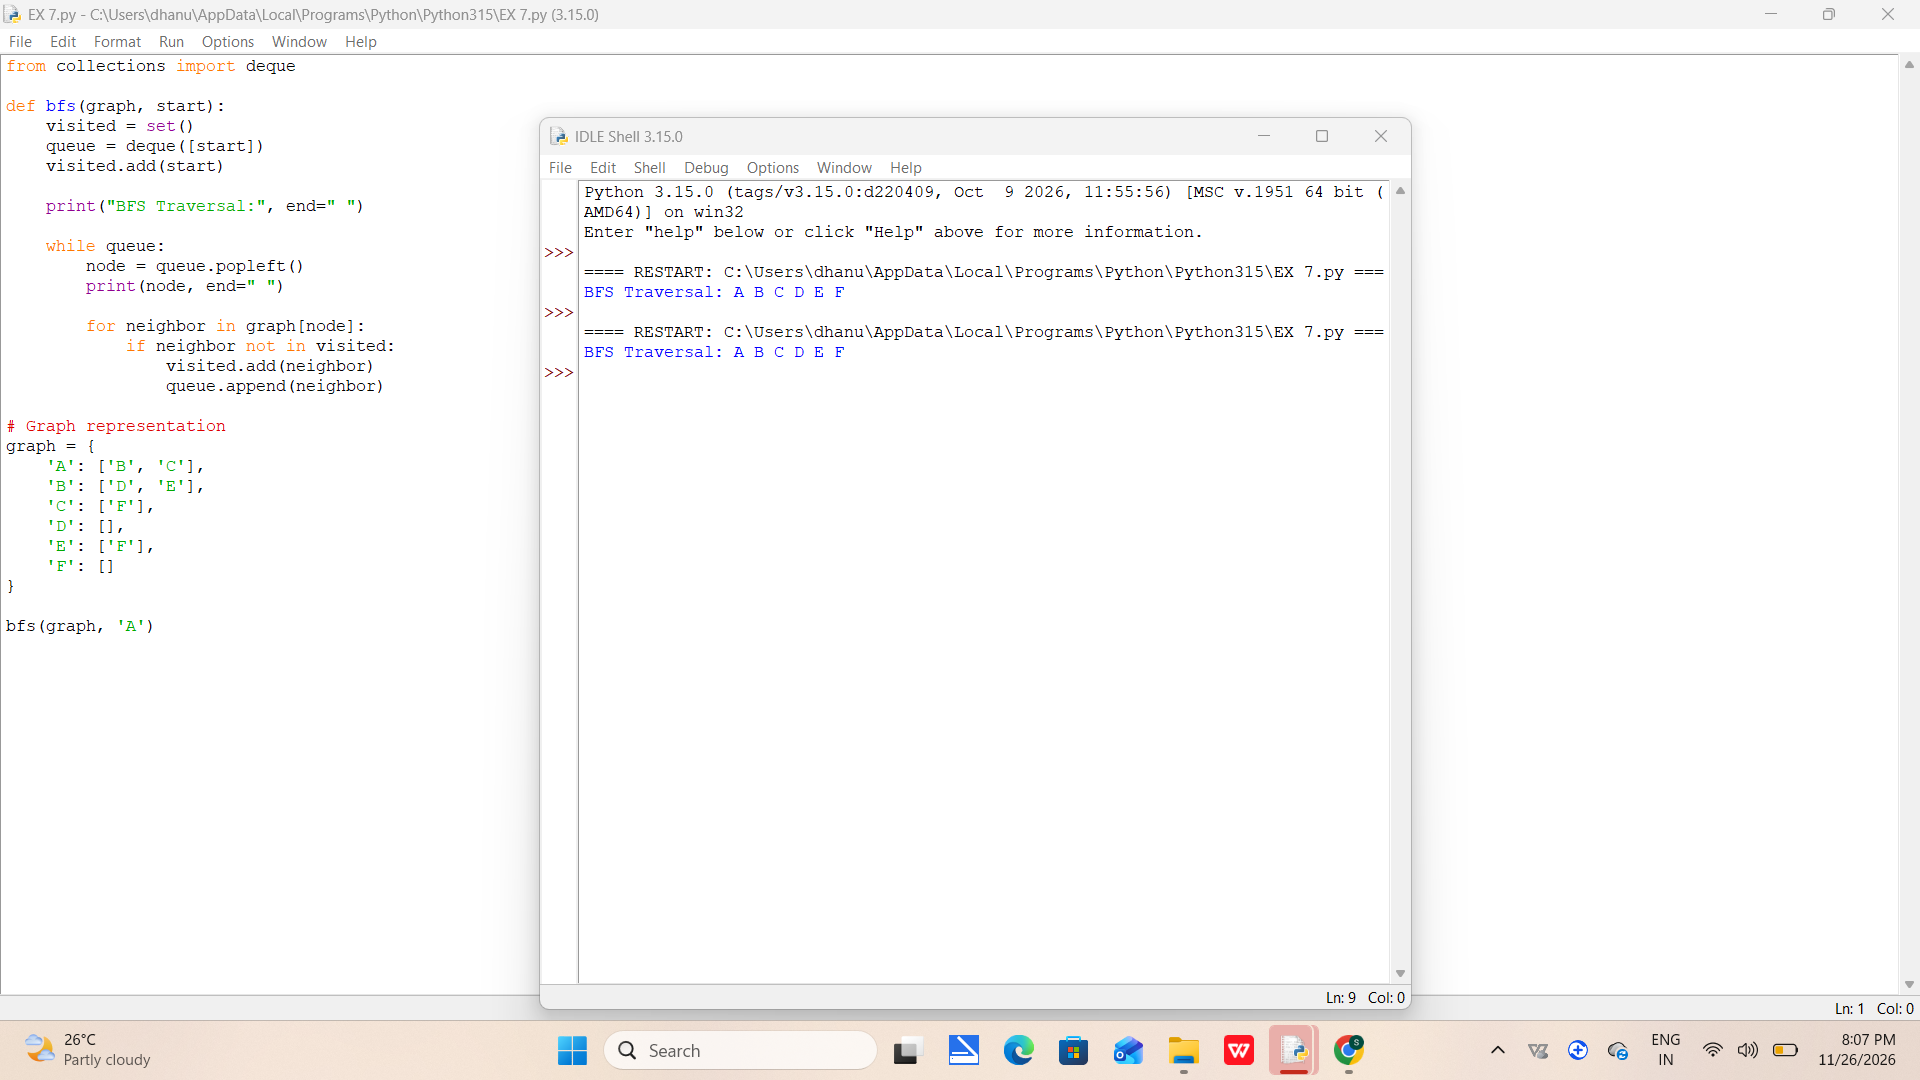 EX 7.py - C:\Users\dhanu\AppData\Local\Programs\Python\Python315\EX 7.py (3.15.0)
File Edit Format Run Options Window Help
from collections import deque
def bfs(graph, start):
    visited = set()
    queue = deque([start])
    visited.add(start)
    print("BFS Traversal:", end=" ")
    while queue:
        node = queue.popleft()
        print(node, end=" ")
        for neighbor in graph[node]:
            if neighbor not in visited:
                visited.add(neighbor)
                queue.append(neighbor)
# Graph representation
graph = {
    'A': ['B', 'C'],
    'B': ['D', 'E'],
    'C': ['F'],
    'D': [],
    'E': ['F'],
    'F': []
}
bfs(graph, 'A')
IDLE Shell 3.15.0
File Edit Shell Debug Options Window Help
Python 3.15.0 (tags/v3.15.0:d220409, Oct  9 2026, 11:55:56) [MSC v.1951 64 bit (
AMD64)] on win32
Enter "help" below or click "Help" above for more information.
>>>
==== RESTART: C:\Users\dhanu\AppData\Local\Programs\Python\Python315\EX 7.py ===
BFS Traversal: A B C D E F
>>>
==== RESTART: C:\Users\dhanu\AppData\Local\Programs\Python\Python315\EX 7.py ===
BFS Traversal: A B C D E F
>>>
Ln: 9 Col: 0
Ln: 1 Col: 0
26°C
Partly cloudy
Search
W
S
ENG
IN
8:07 PM
11/26/2026